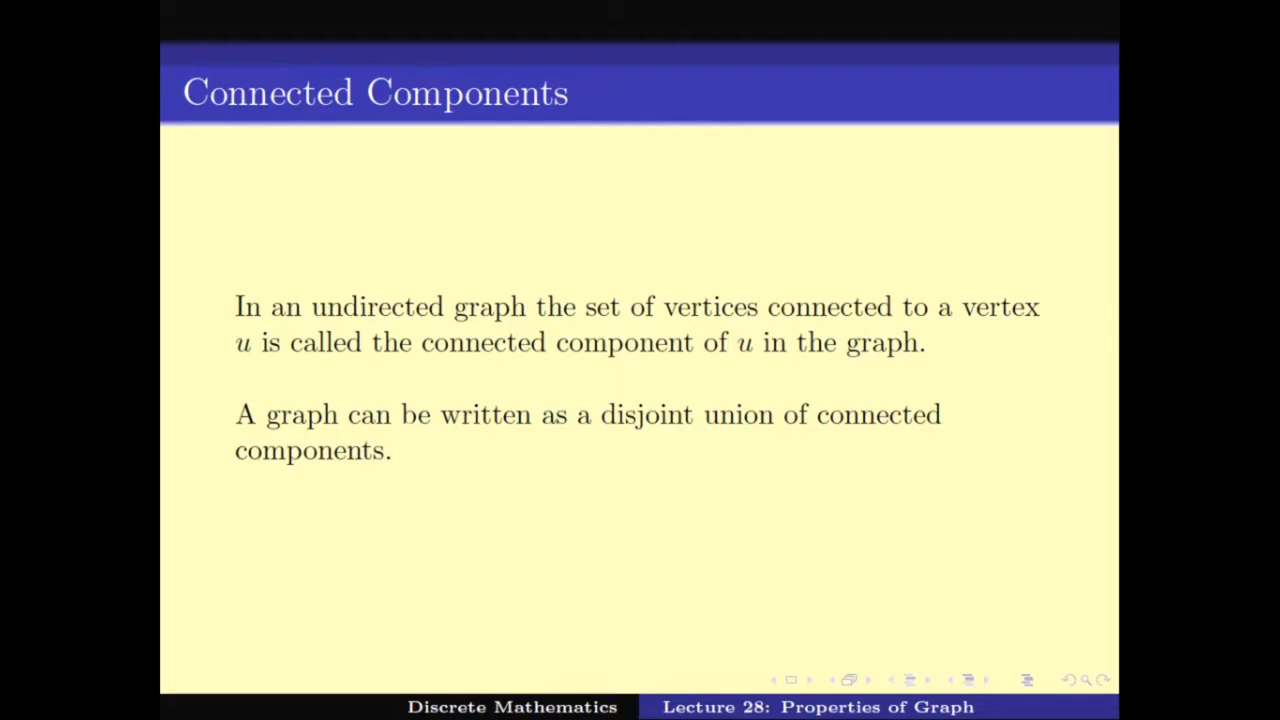 Connected Components
In an undirected graph the set of vertices connected to a vertex
u is called the connected component of u in the graph.
A graph can be written as a disjoint union of connected
components.
Discrete Mathematics
Lecture 28: Properties of Graph